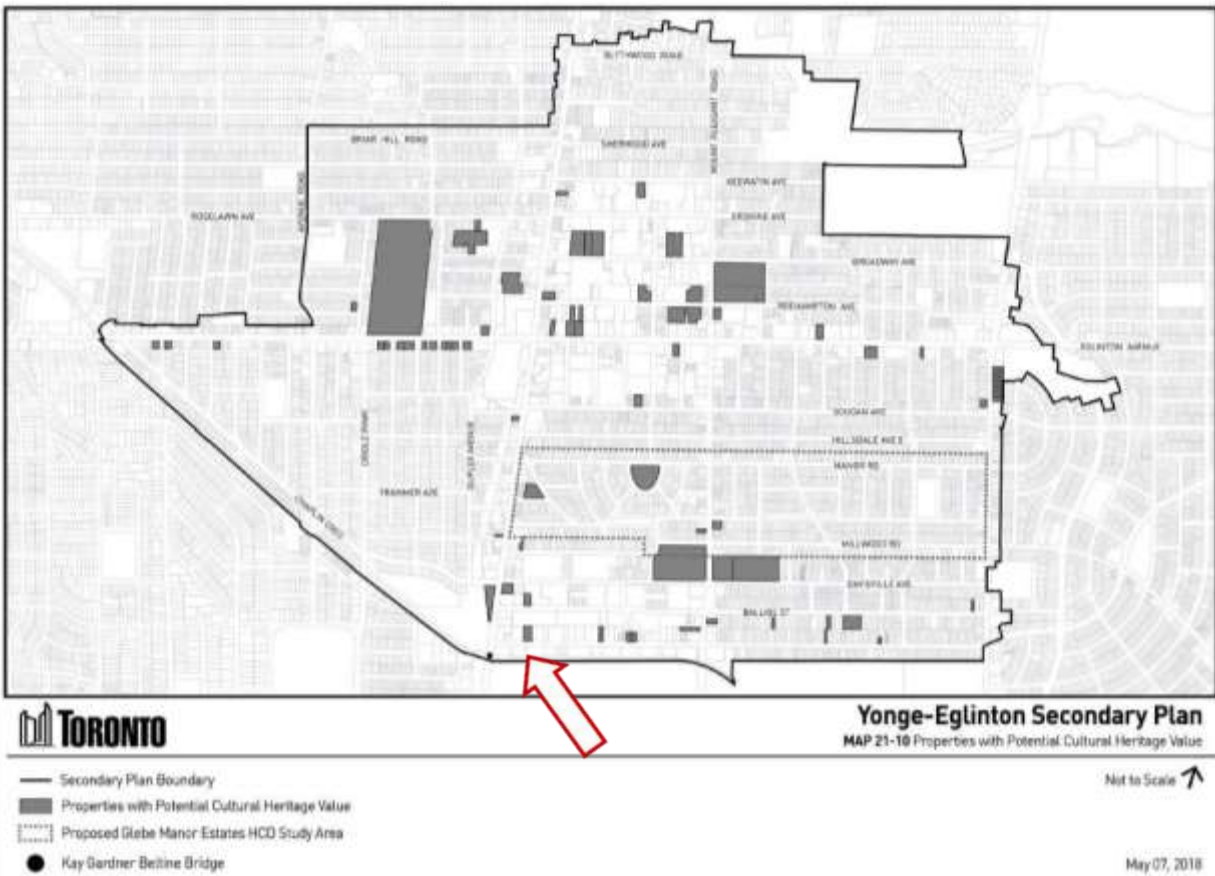 BLYTHWOOD ROAD
MOUNT PLEASANT ROAD
BRIAR HILL ROAD
SHERWOOD AVE
KEEWATIN AVE
AVENUE ROAD
ROSELAWN AVE
ERSKINE AVE
BROADWAY AVE
ROEHAMPTON AVE
EGLINTON AVENUE
ORIOLE PKWY
DUPLEX AVENUE
SOUDAN AVE
HILLSDALE AVE E
MANOR RD
CHAPLIN CRES
MILLWOOD RD
DAVISVILLE AVE
BALLIOL ST
TORONTO
Yonge-Eglinton Secondary Plan
MAP 21-10 Properties with Potential Cultural Heritage Value
Secondary Plan Boundary
Not to Scale
Properties with Potential Cultural Heritage Value
Proposed Glebe Manor Estates HCD Study Area
Kay Gardner Beltline Bridge
May 07, 2018